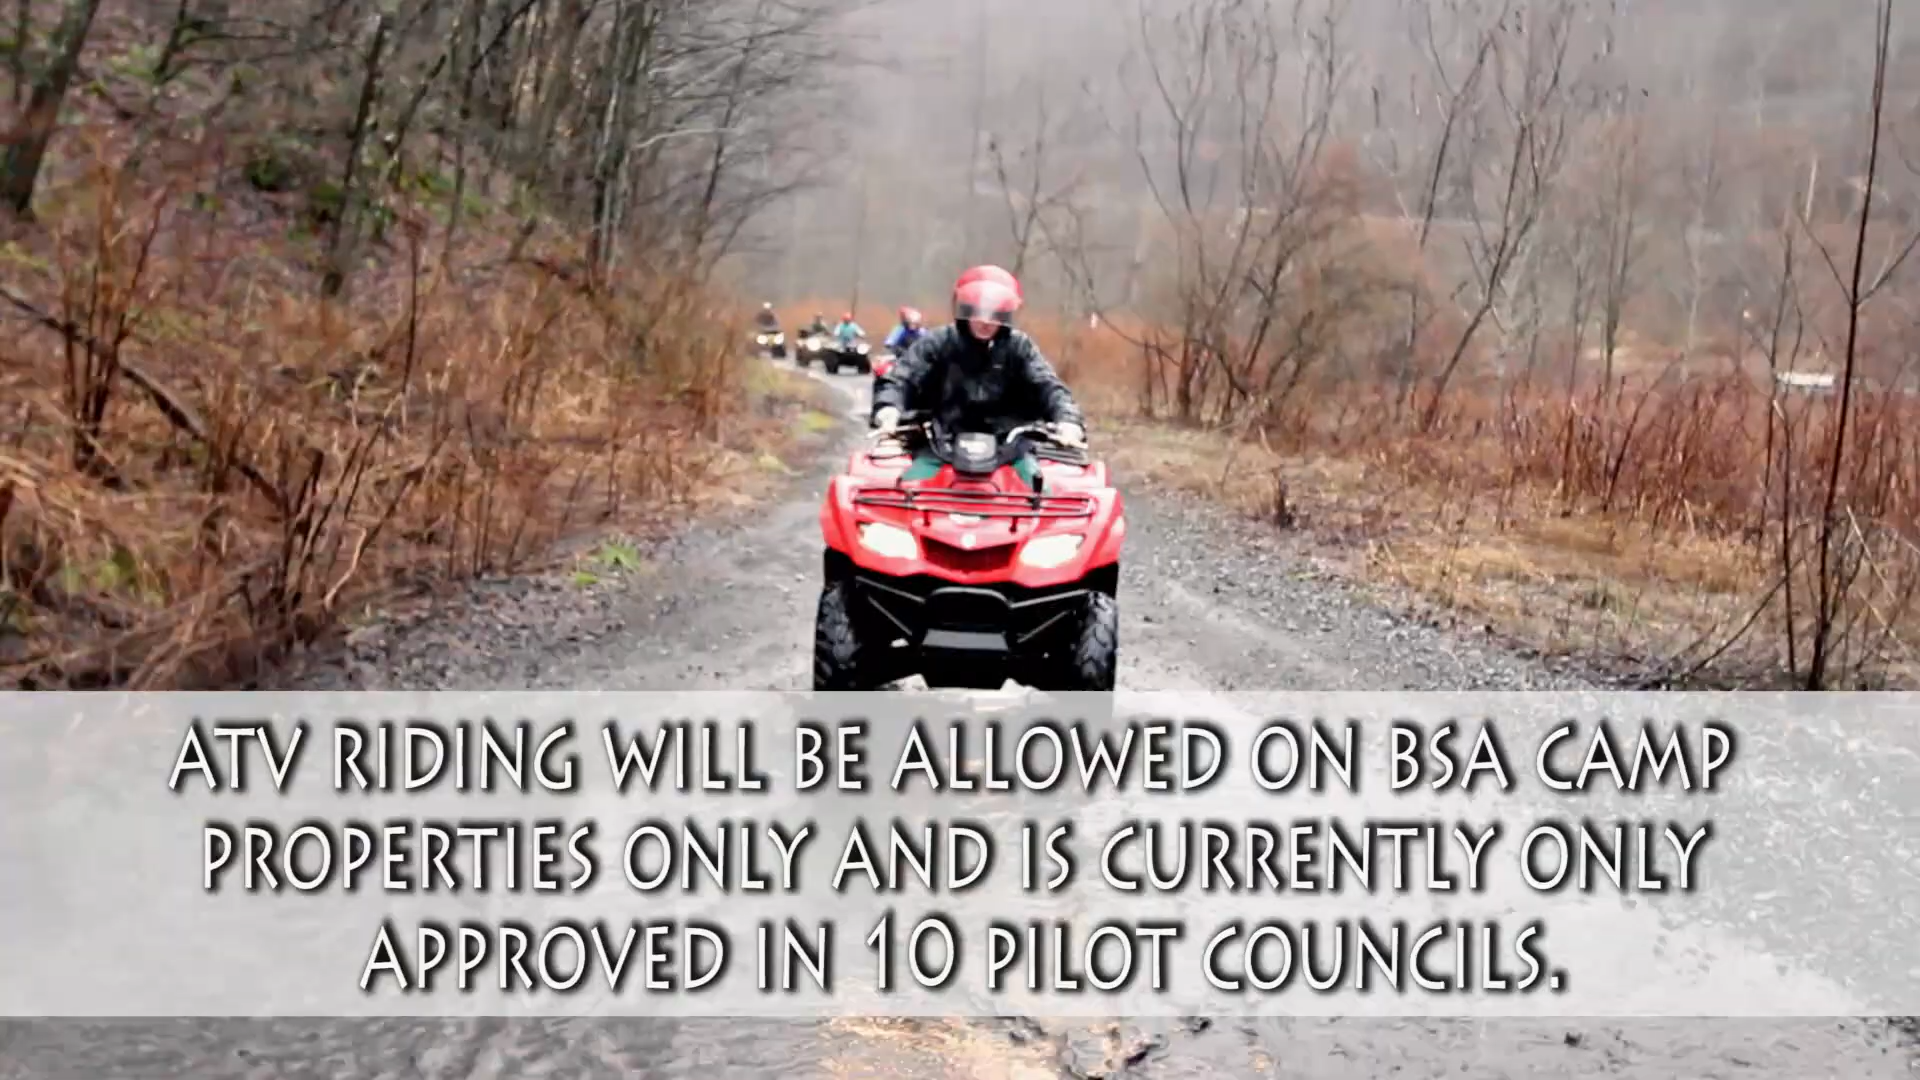 ATV RIDING WILL BE ALLOWED ON BSA CAMP
PROPERTIES ONLY AND IS CURRENTLY ONLY
APPROVED IN 10 PILOT COUNCILS.